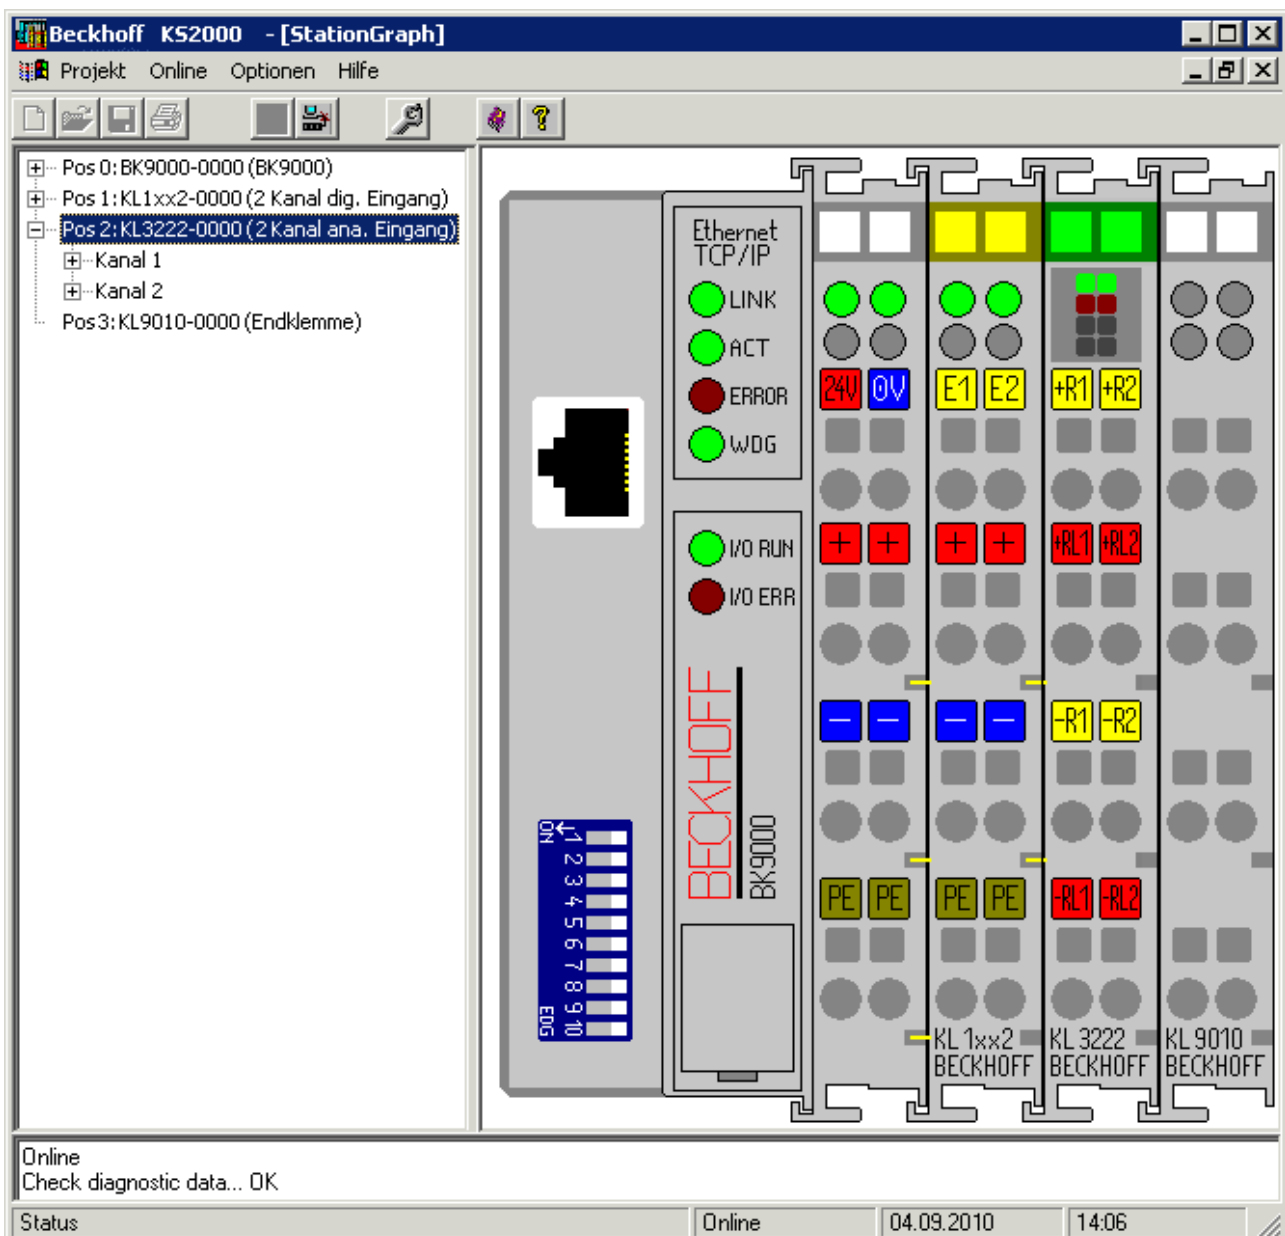 Beckhoff KS2000 - [StationGraph]
Projekt Online Optionen Hilfe
Pos 0: BK9000-0000 (BK9000)
Pos 1: KL1xx2-0000 (2 Kanal dig. Eingang)
Pos 2: KL3222-0000 (2 Kanal ana. Eingang)
Kanal 1
Kanal 2
Pos 3: KL9010-0000 (Endklemme)
Ethernet
TCP/IP
LINK
ACT
ERROR
WDG
I/O RUN
I/O ERR
BECKHOFF
BK9000
ON
1
2
3
4
5
6
7
8
9
10
EDG
24V 0V E1 E2 +R1 +R2
+ + + + +RL1 +RL2
− − − − -R1 -R2
PE PE PE PE -RL1 -RL2
KL 1xx2 KL 3222 KL 9010
BECKHOFF BECKHOFF BECKHOFF
Online
Check diagnostic data... OK
Status Online 04.09.2010 14:06